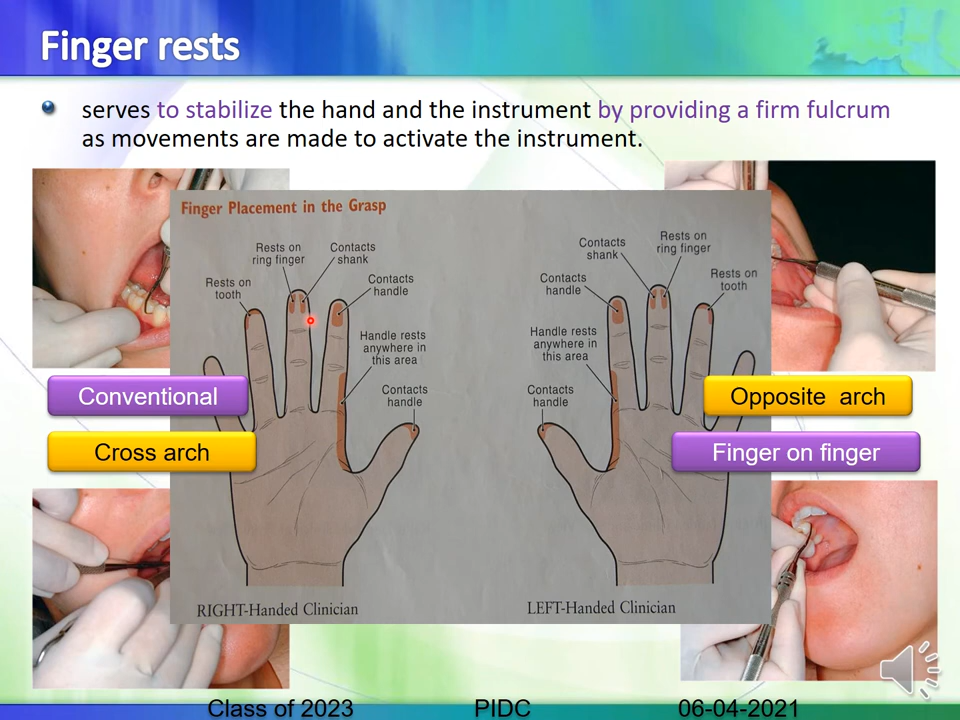 Finger rests
serves to stabilize the hand and the instrument by providing a firm fulcrum
as movements are made to activate the instrument.
Finger Placement in the Grasp
Rests on
ring finger
Contacts
shank
Rests on
tooth
Contacts
handle
Handle rests
anywhere in
this area
Contacts
handle
RIGHT-Handed Clinician
Contacts
shank
Rests on
ring finger
Contacts
handle
Rests on
tooth
Handle rests
anywhere in
this area
Contacts
handle
LEFT-Handed Clinician
Conventional
Cross arch
Opposite arch
Finger on finger
Class of 2023 PIDC 06-04-2021